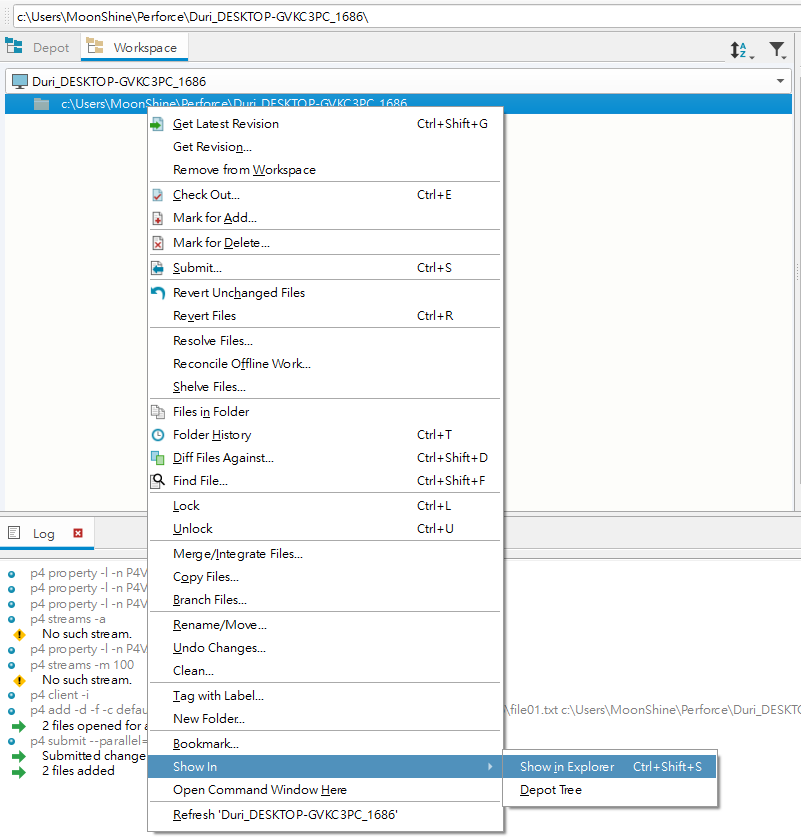 c:\Users\MoonShine\Perforce\Duri_DESKTOP-GVKC3PC_1686\
Depot Workspace
Duri_DESKTOP-GVKC3PC_1686
c:\Users\MoonShine\Perforce\Duri_DESKTOP-GVKC3PC_1686
Get Latest Revision Ctrl+Shift+G
Get Revision...
Remove from Workspace
Check Out... Ctrl+E
Mark for Add...
Mark for Delete...
Submit... Ctrl+S
Revert Unchanged Files
Revert Files Ctrl+R
Resolve Files...
Reconcile Offline Work...
Shelve Files...
Files in Folder
Folder History Ctrl+T
Diff Files Against... Ctrl+Shift+D
Find File... Ctrl+Shift+F
Lock Ctrl+L
Unlock Ctrl+U
Merge/Integrate Files...
Copy Files...
Branch Files...
Rename/Move...
Undo Changes...
Clean...
Tag with Label...
New Folder...
Bookmark...
Show In
Show in Explorer Ctrl+Shift+S
Depot Tree
Open Command Window Here
Refresh 'Duri_DESKTOP-GVKC3PC_1686'
Log
p4 property -l -n P4V
p4 property -l -n P4V
p4 property -l -n P4V
p4 streams -a
No such stream.
p4 property -l -n P4V
p4 streams -m 100
No such stream.
p4 client -i
p4 add -d -f -c defau \file01.txt c:\Users\MoonShine\Perforce\Duri_DESKTO
2 files opened for a
p4 submit --parallel=
Submitted change
2 files added